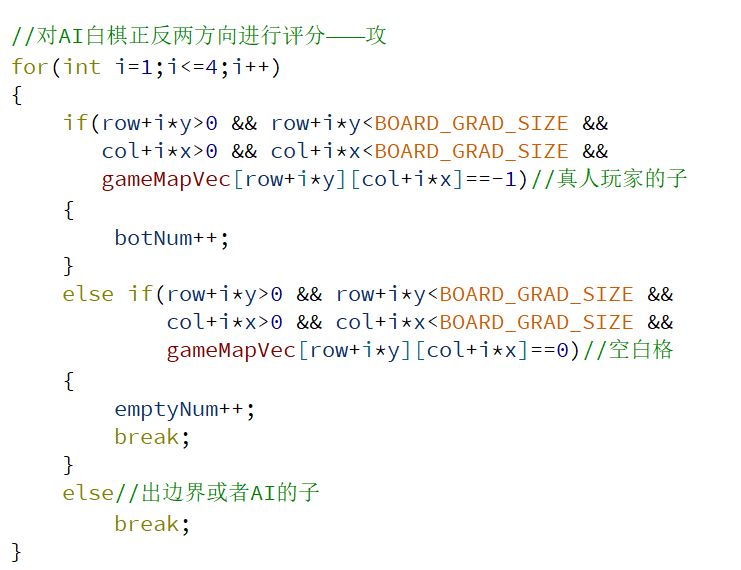 //对AI白棋正反两方向进行评分———攻
for(int i=1;i<=4;i++)
{
    if(row+i*y>0 && row+i*y<BOARD_GRAD_SIZE &&
       col+i*x>0 && col+i*x<BOARD_GRAD_SIZE &&
       gameMapVec[row+i*y][col+i*x]==-1)//真人玩家的子
    {
        botNum++;
    }
    else if(row+i*y>0 && row+i*y<BOARD_GRAD_SIZE &&
            col+i*x>0 && col+i*x<BOARD_GRAD_SIZE &&
            gameMapVec[row+i*y][col+i*x]==0)//空白格
    {
        emptyNum++;
        break;
    }
    else//出边界或者AI的子
        break;
}